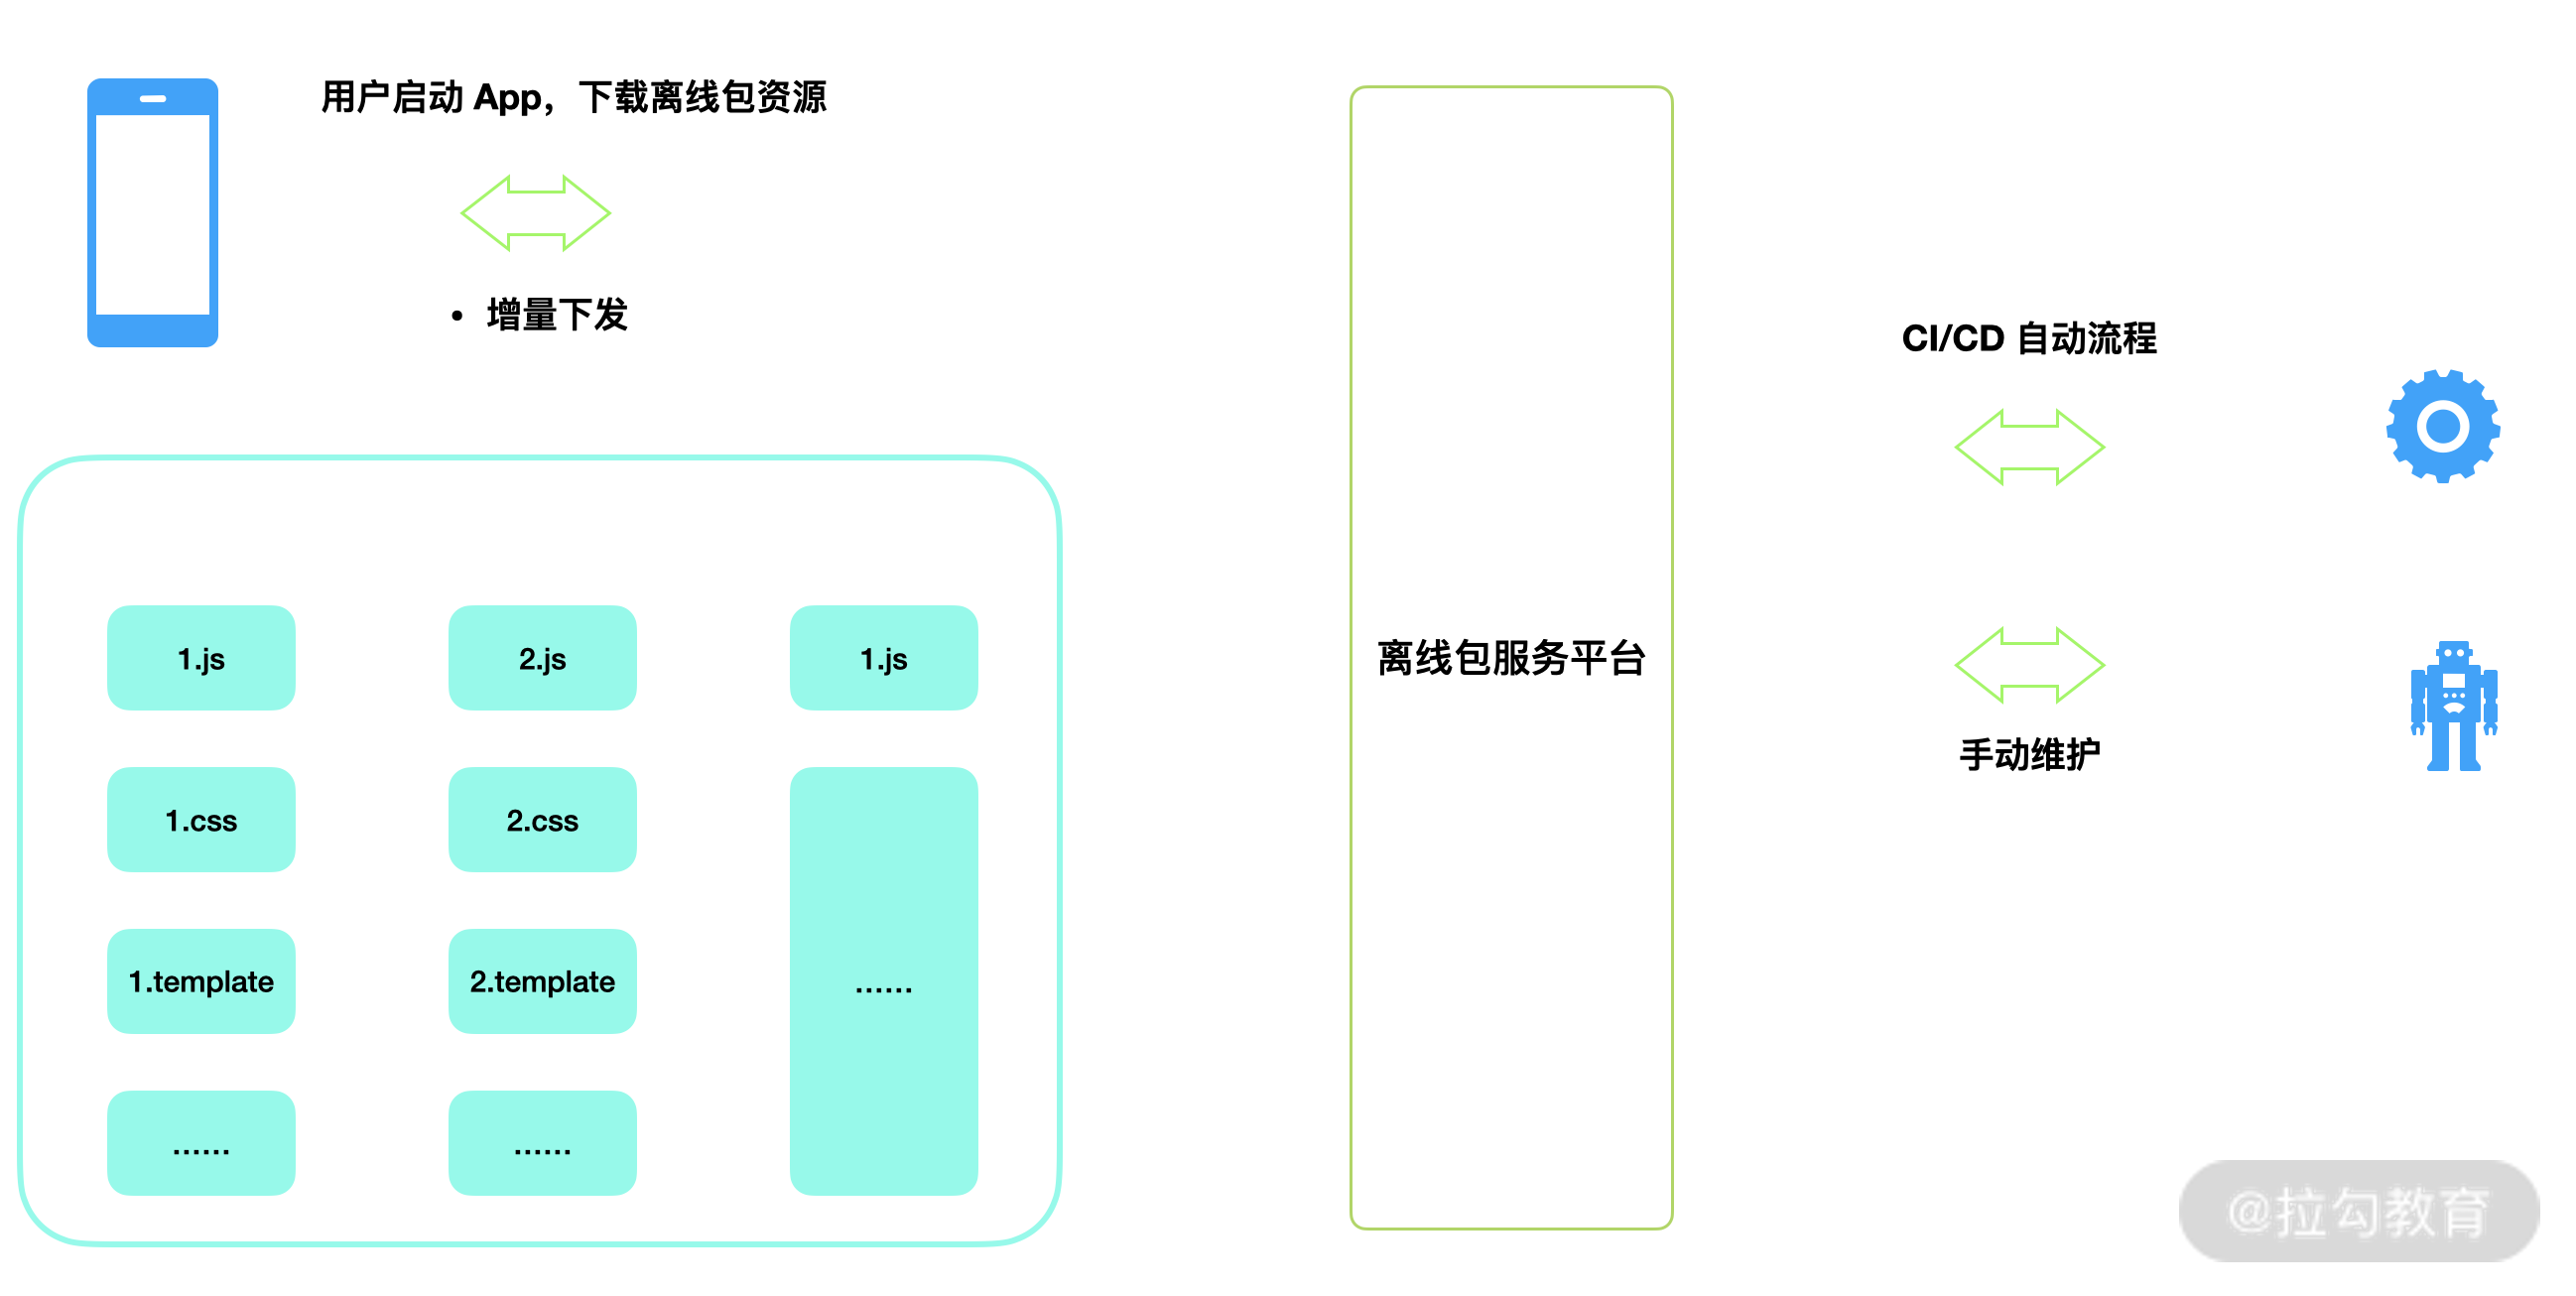 用户启动 App，下载离线包资源
• 增量下发
1.js
2.js
1.js
1.css
2.css
1.template
2.template
......
......
......
离线包服务平台
CI/CD 自动流程
手动维护
@拉勾教育